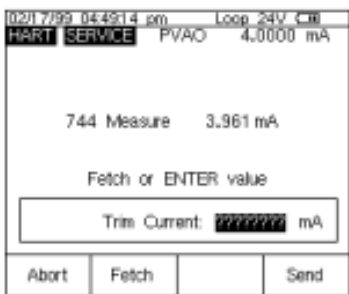 02/17/99 04:49:14 pm Loop 24V
HART SERVICE PVAO 4.0000 mA
744 Measure 3.961 mA
Fetch or ENTER value
Trim Current: ???????? mA
Abort Fetch Send